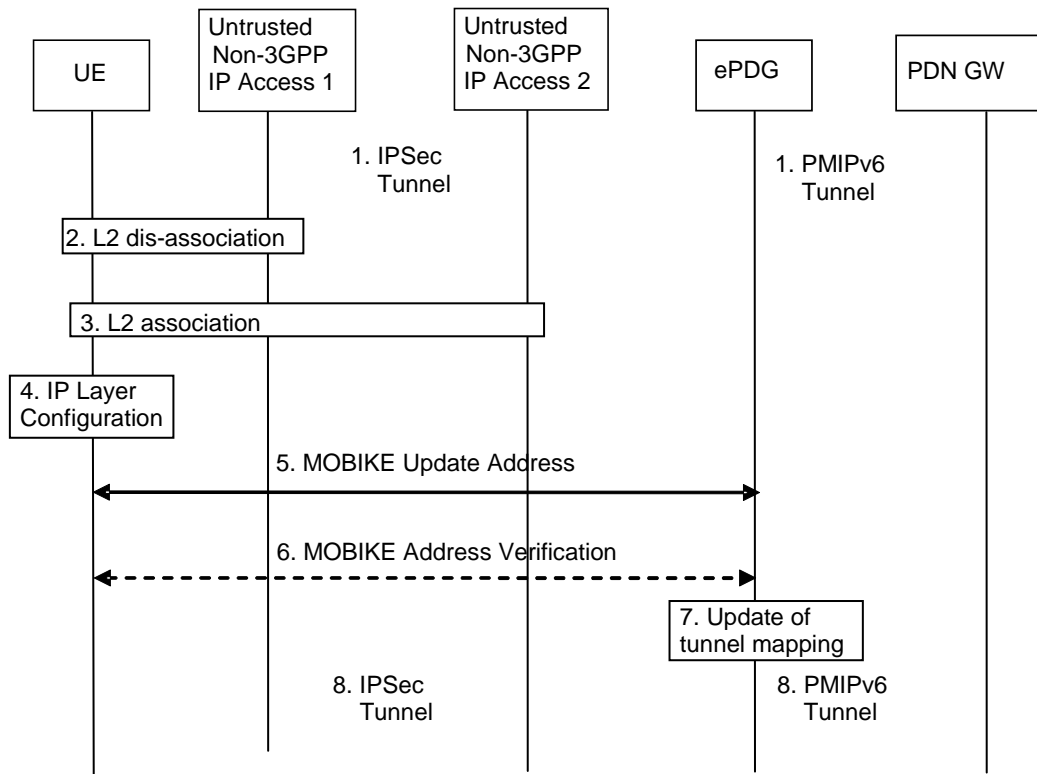 UE
Untrusted
Non-3GPP
IP Access 1
Untrusted
Non-3GPP
IP Access 2
ePDG
PDN GW
1. IPSec
Tunnel
1. PMIPv6
Tunnel
2. L2 dis-association
3. L2 association
4. IP Layer
Configuration
5. MOBIKE Update Address
6. MOBIKE Address Verification
7. Update of
tunnel mapping
8. IPSec
Tunnel
8. PMIPv6
Tunnel